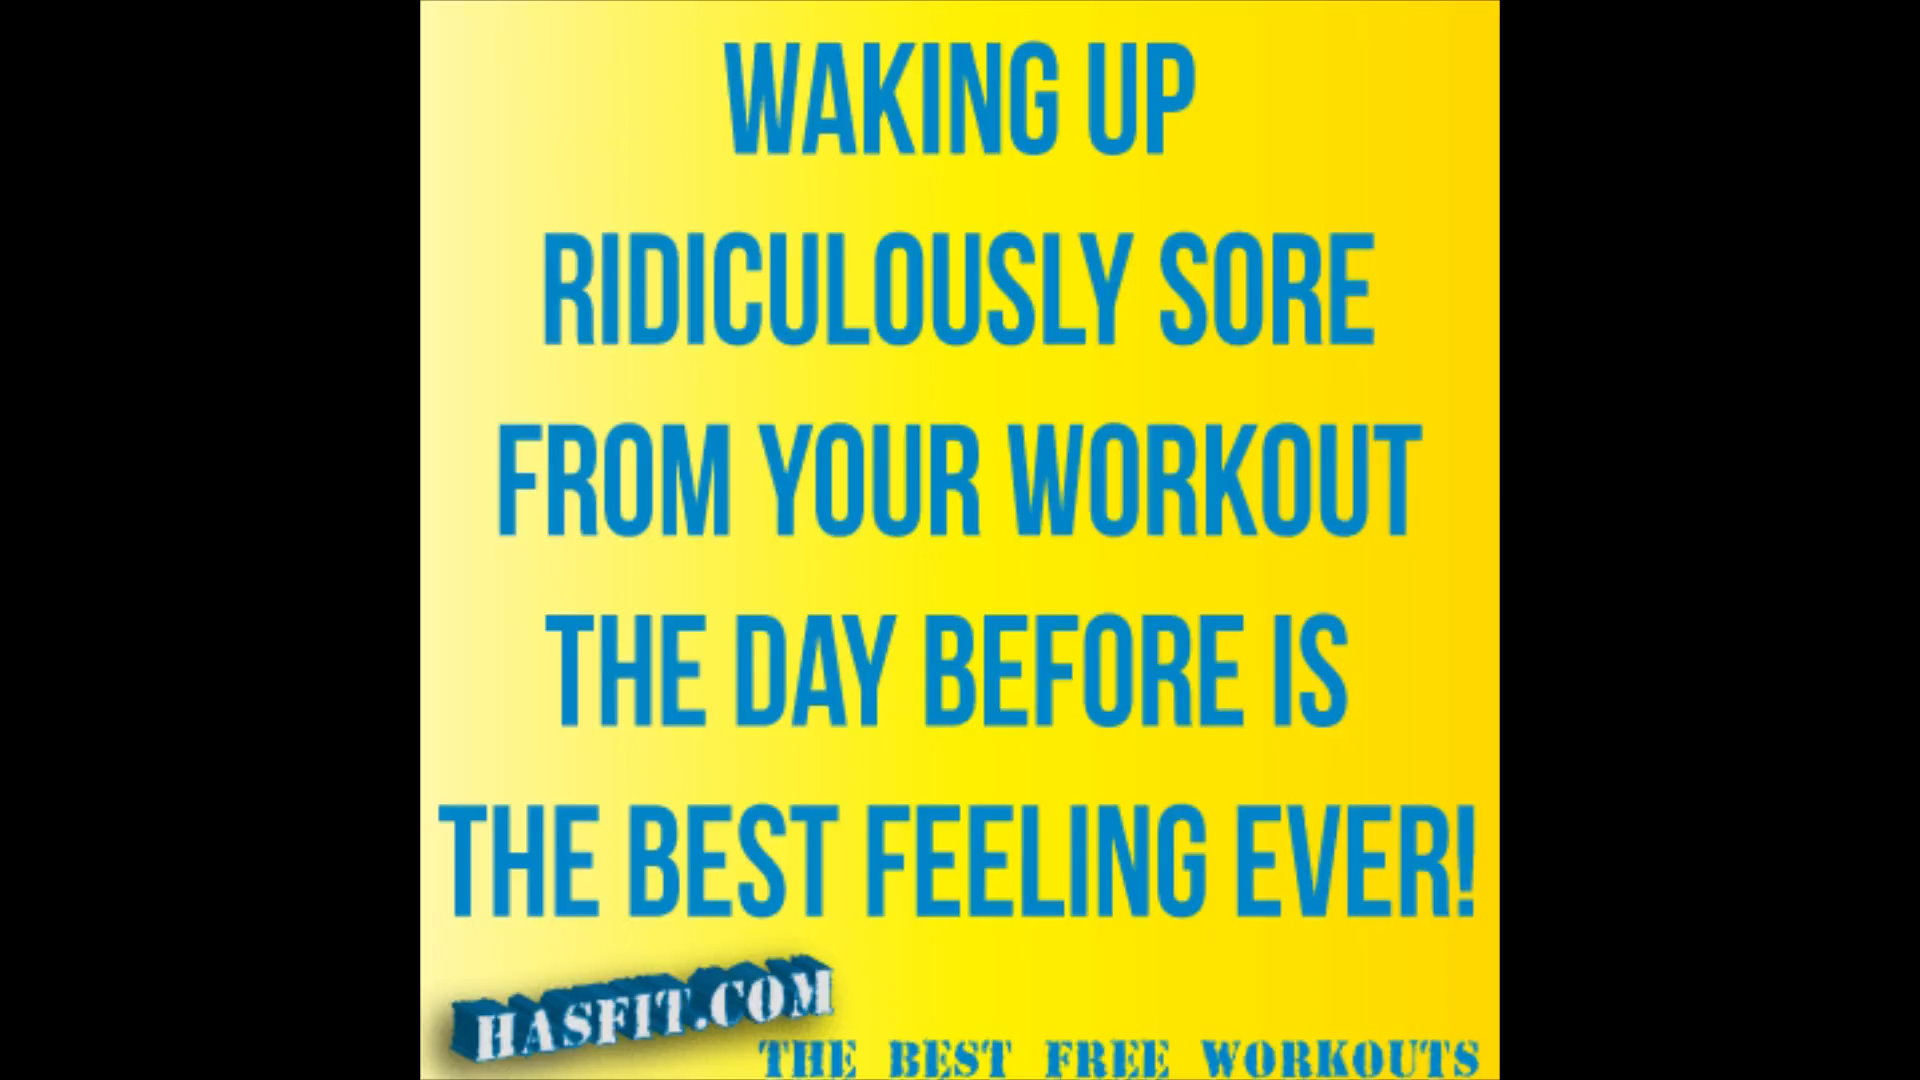 WAKING UP
RIDICULOUSLY SORE
FROM YOUR WORKOUT
THE DAY BEFORE IS
THE BEST FEELING EVER!
HASFIT.COM
THE BEST FREE WORKOUTS